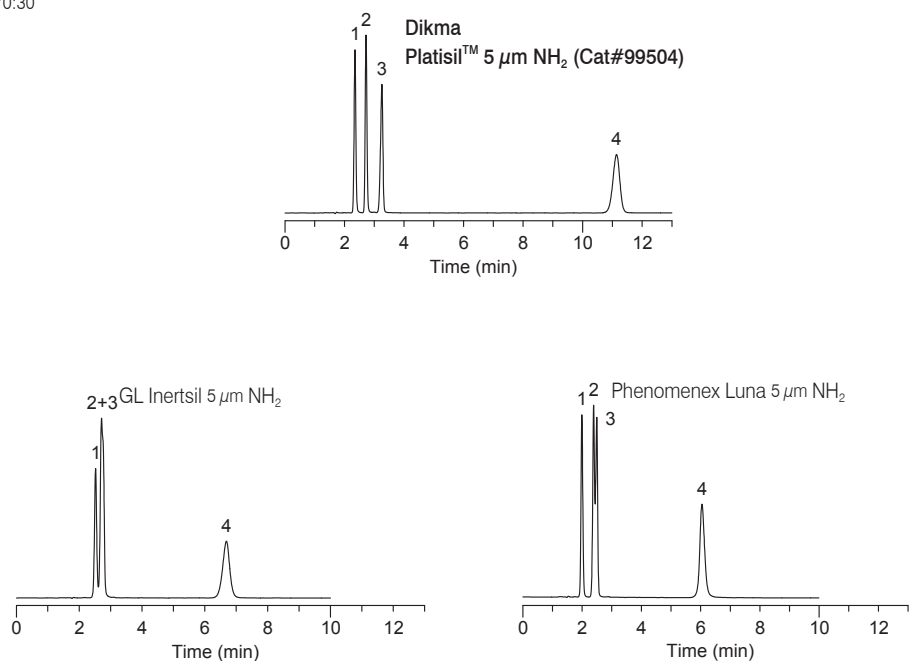 0:30
Dikma
Platisil™ 5 μm NH₂ (Cat#99504)
1
2
3
4
0 2 4 6 8 10 12
Time (min)
GL Inertsil 5 μm NH₂
2+3
1
4
0 2 4 6 8 10 12
Time (min)
Phenomenex Luna 5 μm NH₂
1
2
3
4
0 2 4 6 8 10 12
Time (min)